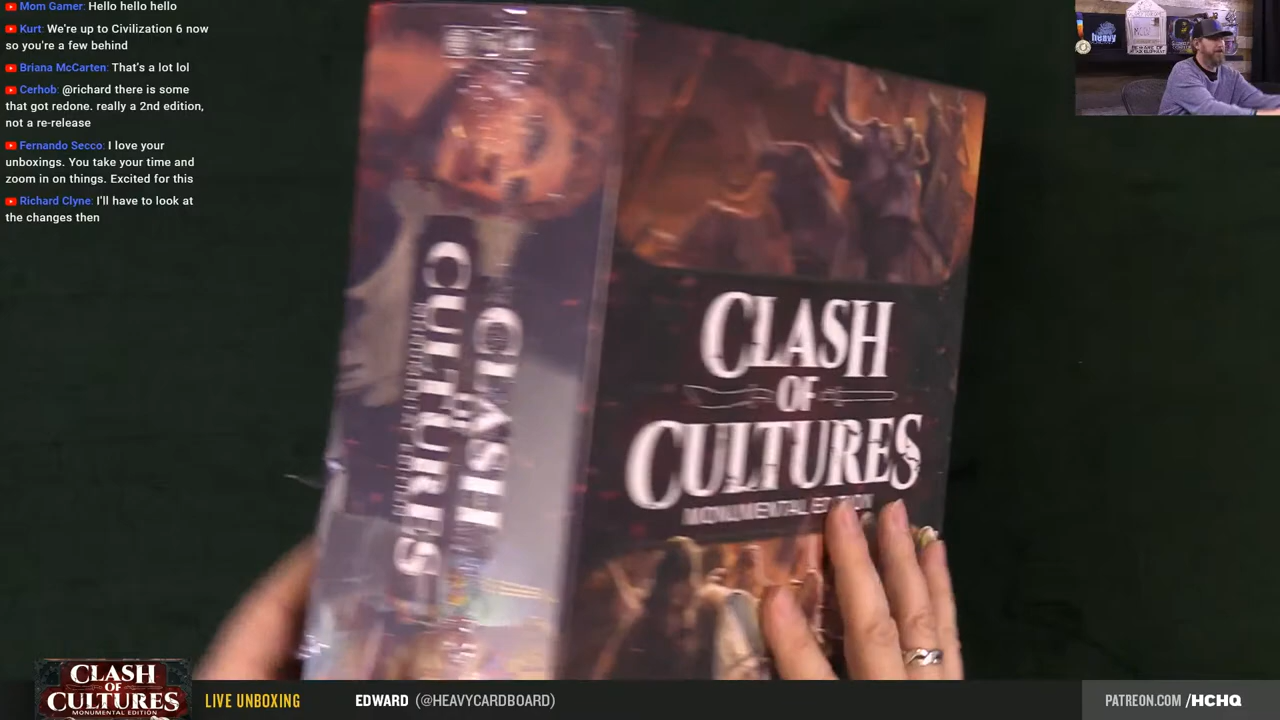 Mom Gamer: Hello hello hello
Kurt: We're up to Civilization 6 now
so you're a few behind
Briana McCarten: That's a lot lol
Cerhob: @richard there is some
that got redone. really a 2nd edition,
not a re-release
Fernando Secco: I love your
unboxings. You take your time and
zoom in on things. Excited for this
Richard Clyne: I'll have to look at
the changes then
CLASH
OF
CULTURES
CLASH
OF
CULTURES
MONUMENTAL EDITION
heavy
CLASH
OF
CULTURES
MONUMENTAL EDITION
LIVE UNBOXING
EDWARD (@HEAVYCARDBOARD)
PATREON.COM/HCHQ